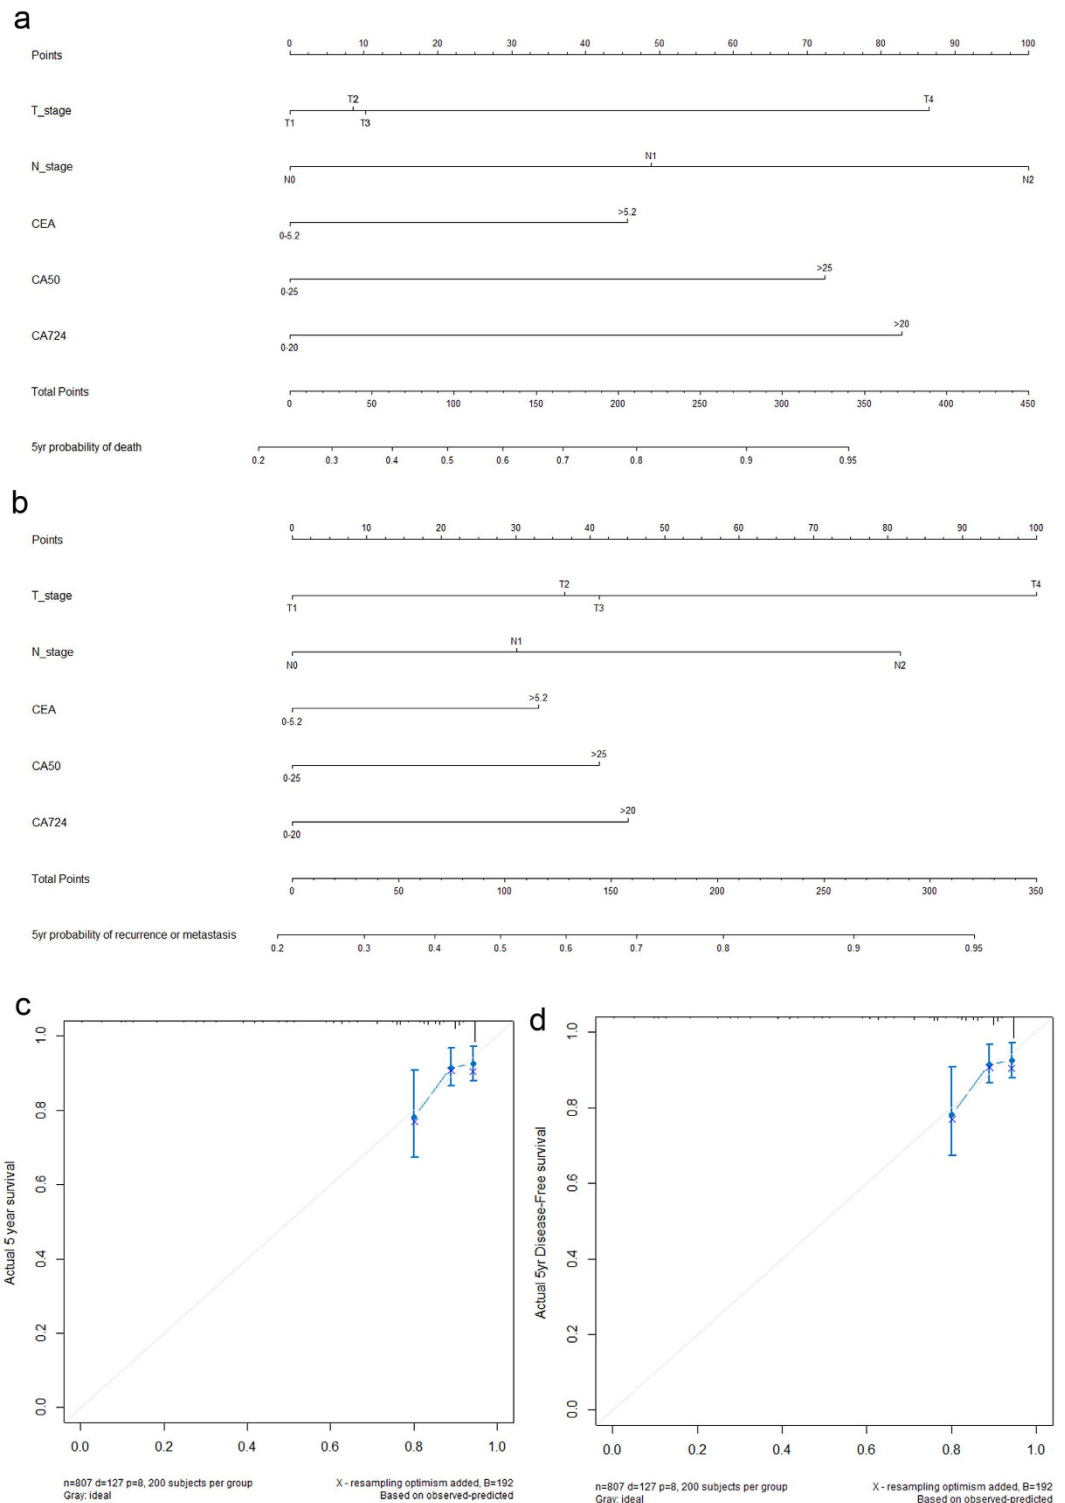 a
Points
0 10 20 30 40 50 60 70 80 90 100
T_stage
T2 T4
T1 T3
N_stage
N1
N0 N2
CEA
>5.2
0-5.2
CA50
>25
0-25
CA724
>20
0-20
Total Points
0 50 100 150 200 250 300 350 400 450
5yr probability of death
0.2 0.3 0.4 0.5 0.6 0.7 0.8 0.9 0.95
b
Points
0 10 20 30 40 50 60 70 80 90 100
T_stage
T2
T1 T3 T4
N_stage
N1
N0 N2
CEA
>5.2
0-5.2
CA50
>25
0-25
CA724
>20
0-20
Total Points
0 50 100 150 200 250 300 350
5yr probability of recurrence or metastasis
0.2 0.3 0.4 0.5 0.6 0.7 0.8 0.9 0.95
c
Actual 5 year survival
1.0
0.8
0.6
0.4
0.2
0.0
0.0 0.2 0.4 0.6 0.8 1.0
n=807 d=127 p=8, 200 subjects per group
Gray: ideal
X - resampling optimism added, B=192
Based on observed-predicted
d
Actual 5yr Disease-Free survival
1.0
0.8
0.6
0.4
0.2
0.0
0.0 0.2 0.4 0.6 0.8 1.0
n=807 d=127 p=8, 200 subjects per group
Gray: ideal
X - resampling optimism added, B=192
Based on observed-predicted